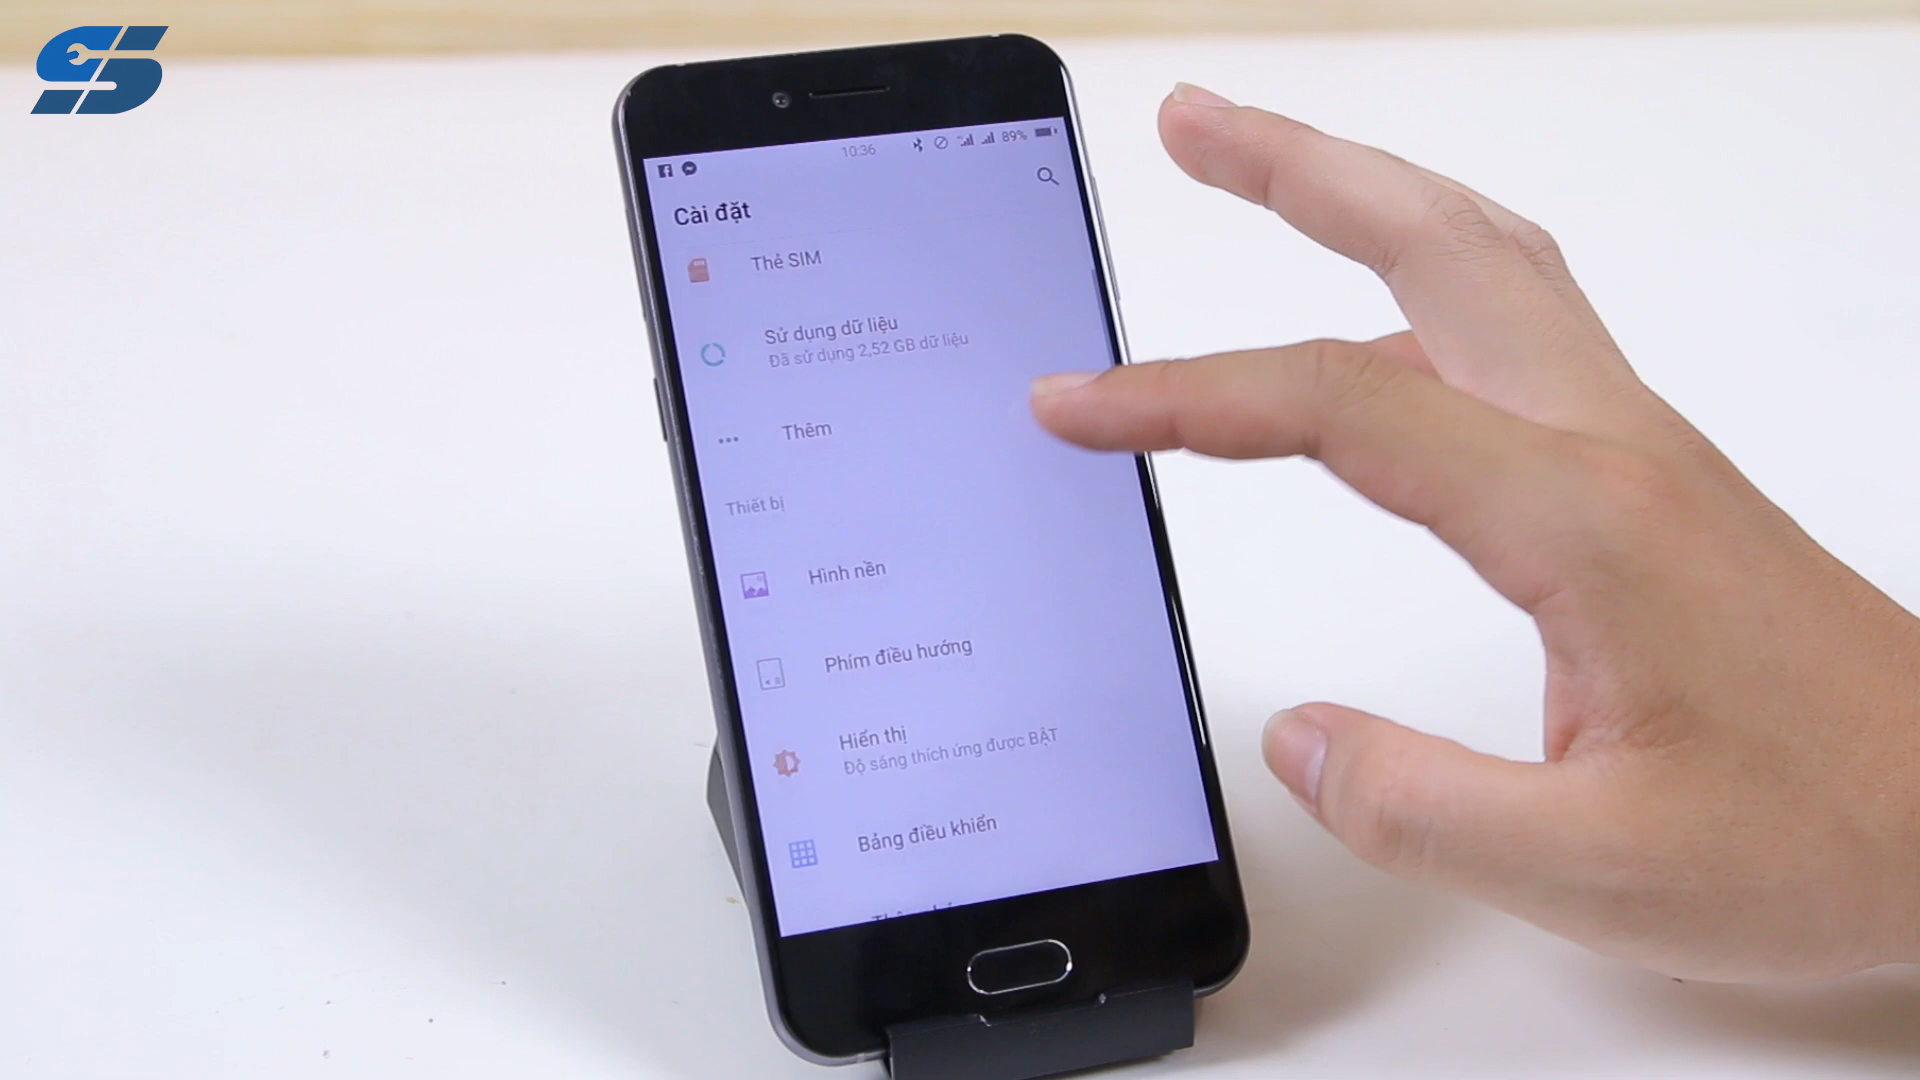 10:36
89%
Cài đặt
Thẻ SIM
Sử dụng dữ liệu
Đã sử dụng 2,52 GB dữ liệu
Thêm
Thiết bị
Hình nền
Phím điều hướng
Hiển thị
Độ sáng thích ứng được BẬT
Bảng điều khiển